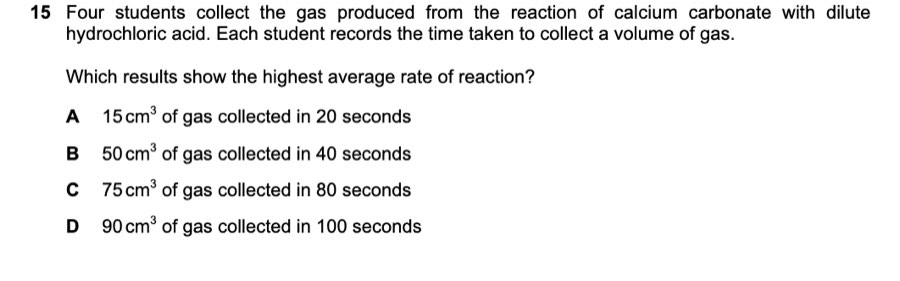 15 Four students collect the gas produced from the reaction of calcium carbonate with dilute
hydrochloric acid. Each student records the time taken to collect a volume of gas.
Which results show the highest average rate of reaction?
A 15 cm³ of gas collected in 20 seconds
B 50 cm³ of gas collected in 40 seconds
C 75 cm³ of gas collected in 80 seconds
D 90 cm³ of gas collected in 100 seconds